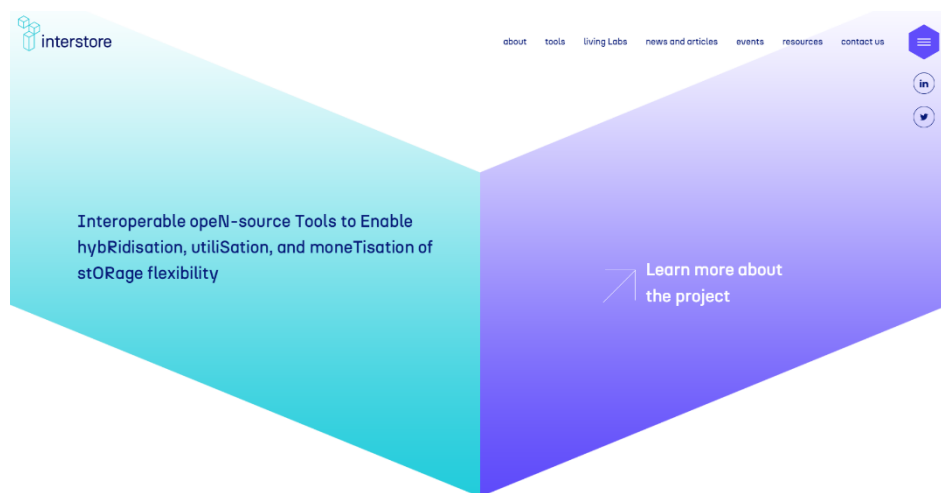 interstore
about tools living Labs news and articles events resources contact us
in
Interoperable opeN-source Tools to Enable
hybRidisation, utiliSation, and moneTisation of
stORage flexibility
Learn more about
the project